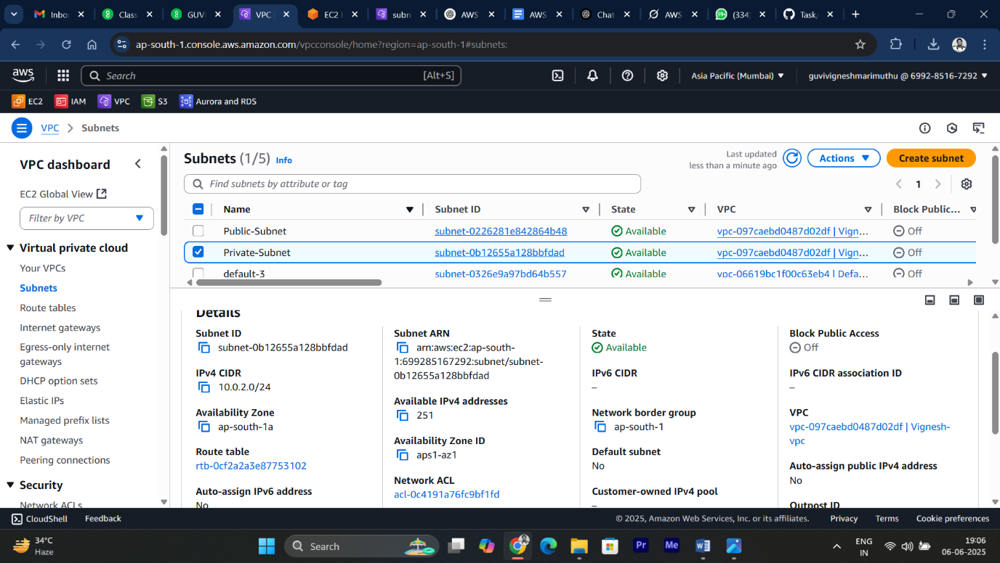 Inbo
Class
GUVI
VPC
EC2
subn
AWS
AWS
Chat
AWS
(334)
Task/
ap-south-1.console.aws.amazon.com/vpcconsole/home?region=ap-south-1#subnets:
aws
Search
[Alt+S]
Asia Pacific (Mumbai)
guvivigneshmarimuthu @ 6992-8516-7292
EC2
IAM
VPC
S3
Aurora and RDS
VPC
Subnets
VPC dashboard
EC2 Global View
Filter by VPC
Virtual private cloud
Your VPCs
Subnets
Route tables
Internet gateways
Egress-only internet
gateways
DHCP option sets
Elastic IPs
Managed prefix lists
NAT gateways
Peering connections
Security
Network ACLs
Subnets (1/5) Info
Last updated
less than a minute ago
Actions
Create subnet
Find subnets by attribute or tag
1
Name Subnet ID State VPC Block Public...
Public-Subnet subnet-0226281e842864b48 Available vpc-097caebd0487d02df | Vign... Off
Private-Subnet subnet-0b12655a128bbfdad Available vpc-097caebd0487d02df | Vign... Off
default-3 subnet-0326e9a97bd64b557 Available vpc-06619bc1f00c63eb4 | Defa... Off
Details
Subnet ID
subnet-0b12655a128bbfdad
IPv4 CIDR
10.0.2.0/24
Availability Zone
ap-south-1a
Route table
rtb-0cf2a2a3e87753102
Auto-assign IPv6 address
No
Subnet ARN
arn:aws:ec2:ap-south-
1:699285167292:subnet/subnet-
0b12655a128bbfdad
Available IPv4 addresses
251
Availability Zone ID
aps1-az1
Network ACL
acl-0c4191a76fc9bf1fd
State
Available
IPv6 CIDR
–
Network border group
ap-south-1
Default subnet
No
Customer-owned IPv4 pool
–
Block Public Access
Off
IPv6 CIDR association ID
–
VPC
vpc-097caebd0487d02df | Vignesh-
vpc
Auto-assign public IPv4 address
No
Outpost ID
CloudShell
Feedback
© 2025, Amazon Web Services, Inc. or its affiliates.
Privacy
Terms
Cookie preferences
34°C
Haze
Search
Pr
Me
ENG
IN
19:06
06-06-2025